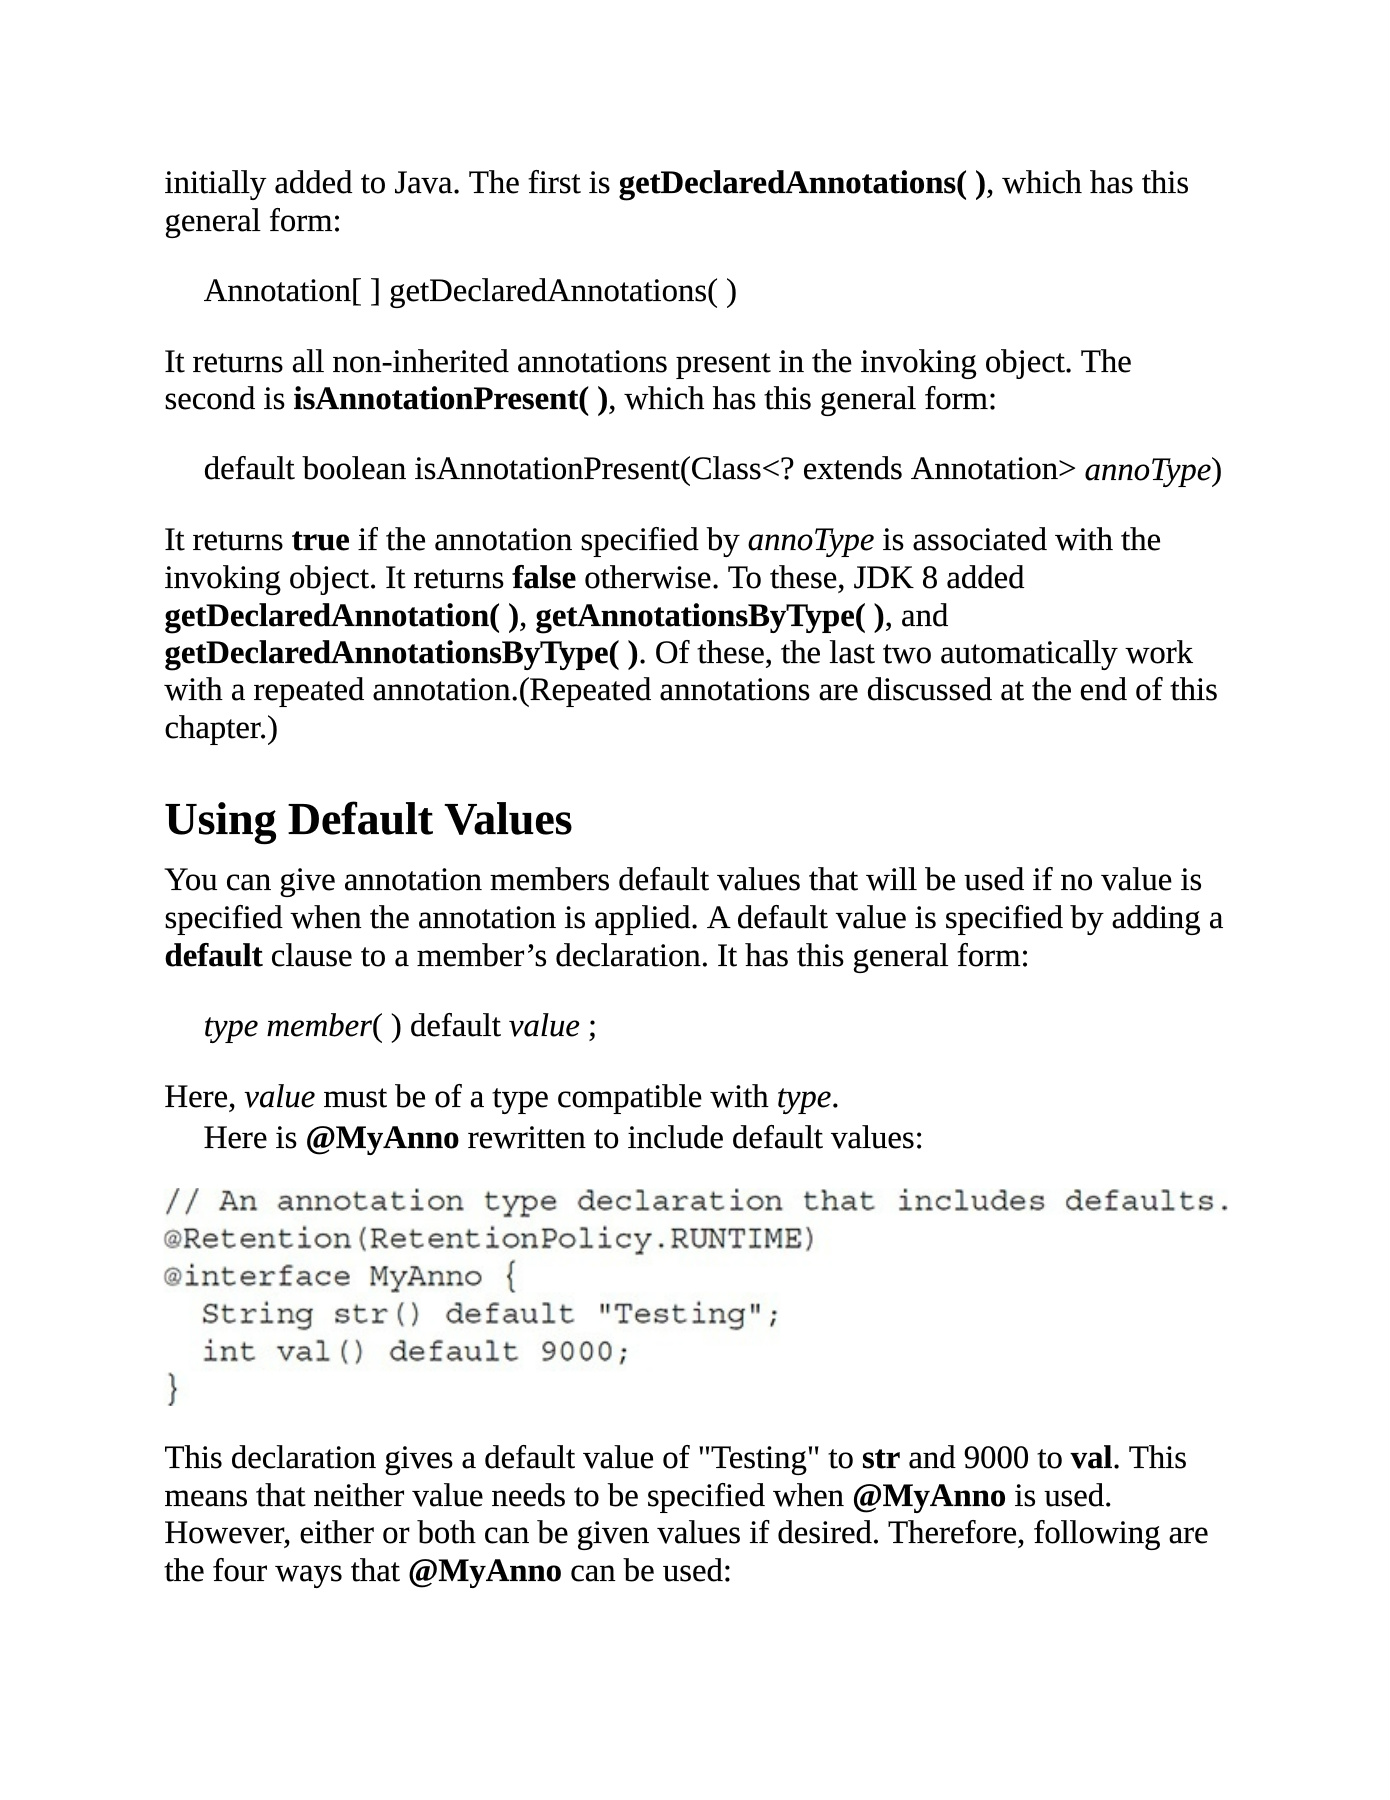 initially added to Java. The first is getDeclaredAnnotations( ), which has this
general form:
Annotation[ ] getDeclaredAnnotations( )
It returns all non-inherited annotations present in the invoking object. The
second is isAnnotationPresent( ), which has this general form:
default boolean isAnnotationPresent(Class<? extends Annotation> annoType)
It returns true if the annotation specified by annoType is associated with the
invoking object. It returns false otherwise. To these, JDK 8 added
getDeclaredAnnotation( ), getAnnotationsByType( ), and
getDeclaredAnnotationsByType( ). Of these, the last two automatically work
with a repeated annotation.(Repeated annotations are discussed at the end of this
chapter.)
Using Default Values
You can give annotation members default values that will be used if no value is
specified when the annotation is applied. A default value is specified by adding a
default clause to a member’s declaration. It has this general form:
type member( ) default value ;
Here, value must be of a type compatible with type.
Here is @MyAnno rewritten to include default values:
// An annotation type declaration that includes defaults.
@Retention(RetentionPolicy.RUNTIME)
@interface MyAnno {
  String str() default "Testing";
  int val() default 9000;
}
This declaration gives a default value of "Testing" to str and 9000 to val. This
means that neither value needs to be specified when @MyAnno is used.
However, either or both can be given values if desired. Therefore, following are
the four ways that @MyAnno can be used: